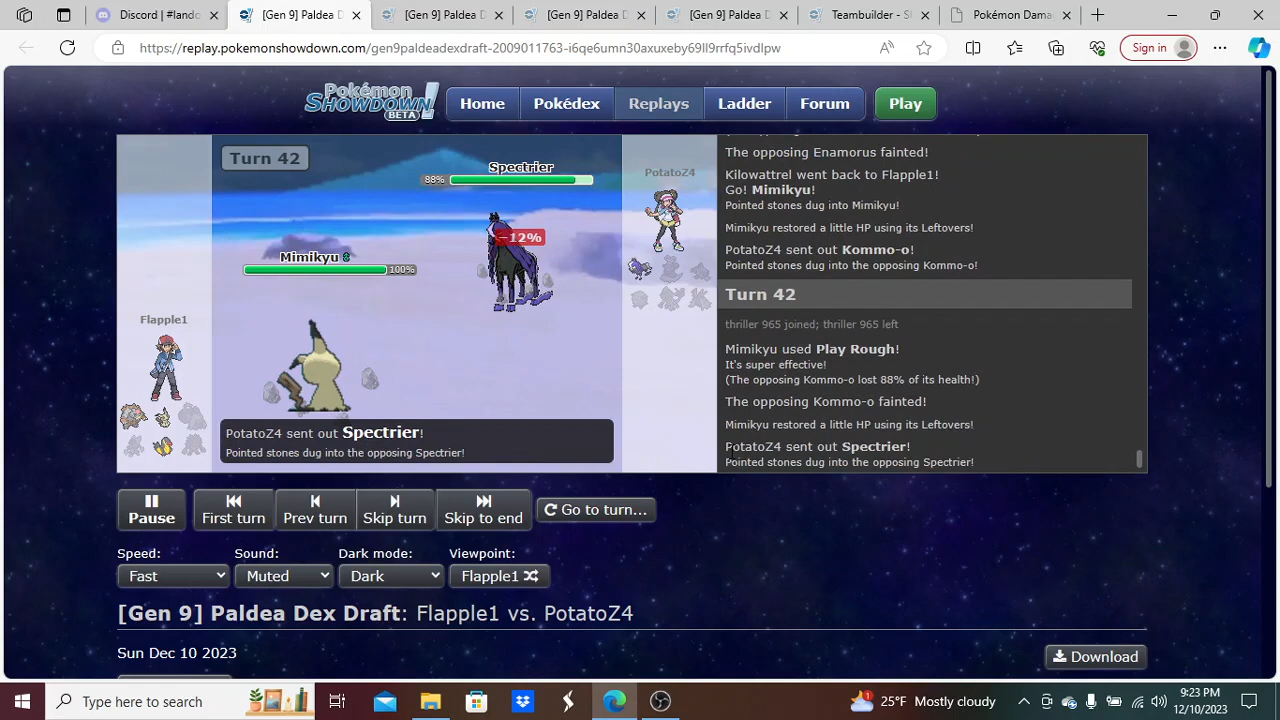 Discord | #lando
[Gen 9] Paldea D
[Gen 9] Paldea D
[Gen 9] Paldea D
[Gen 9] Paldea D
Teambuilder - Sh
Pokémon Dama
https://replay.pokemonshowdown.com/gen9paldeadexdraft-2009011763-i6qe6umn30axuxeby69ll9rrfq5ivdlpw
Sign in
Pokémon
SHOWDOWN!
BETA
Home
Pokédex
Replays
Ladder
Forum
Play
Turn 42
Spectrier
88%
-12%
Mimikyu
100%
Flapple1
PotatoZ4
PotatoZ4 sent out Spectrier!
Pointed stones dug into the opposing Spectrier!
The opposing Enamorus fainted!
Kilowattrel went back to Flapple1!
Go! Mimikyu!
Pointed stones dug into Mimikyu!
Mimikyu restored a little HP using its Leftovers!
PotatoZ4 sent out Kommo-o!
Pointed stones dug into the opposing Kommo-o!
Turn 42
thriller 965 joined; thriller 965 left
Mimikyu used Play Rough!
It's super effective!
(The opposing Kommo-o lost 88% of its health!)
The opposing Kommo-o fainted!
Mimikyu restored a little HP using its Leftovers!
PotatoZ4 sent out Spectrier!
Pointed stones dug into the opposing Spectrier!
Pause
First turn
Prev turn
Skip turn
Skip to end
Go to turn...
Speed:
Sound:
Dark mode:
Viewpoint:
Fast
Muted
Dark
Flapple1
[Gen 9] Paldea Dex Draft: Flapple1 vs. PotatoZ4
Sun Dec 10 2023
Download
Type here to search
25°F Mostly cloudy
9:23 PM
12/10/2023